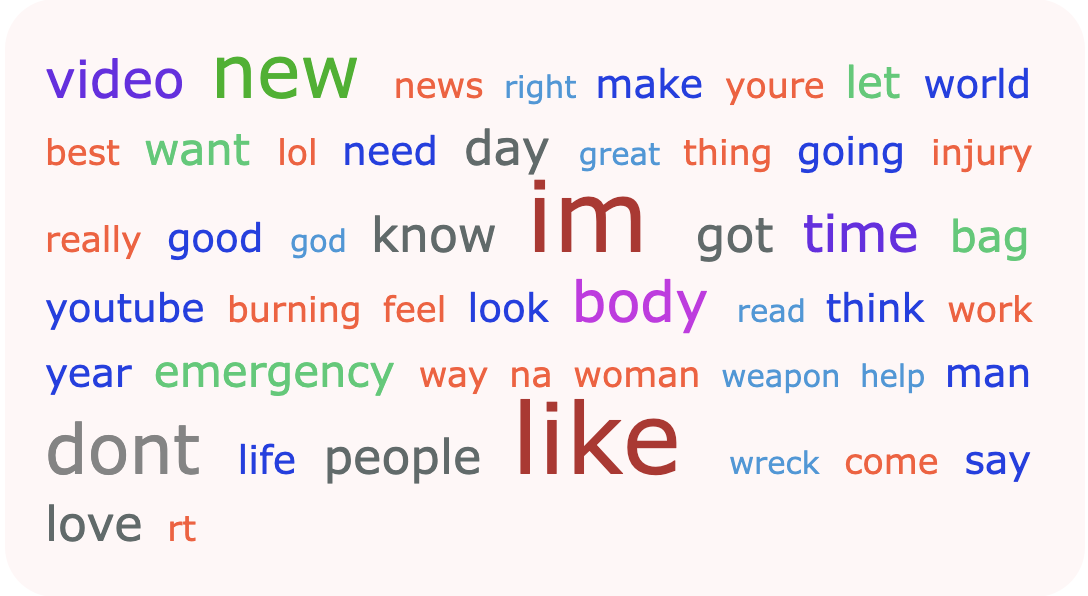 video new news right make youre let world
best want lol need day great thing going injury
really good god know im got time bag
youtube burning feel look body read think work
year emergency way na woman weapon help man
dont life people like wreck come say
love rt